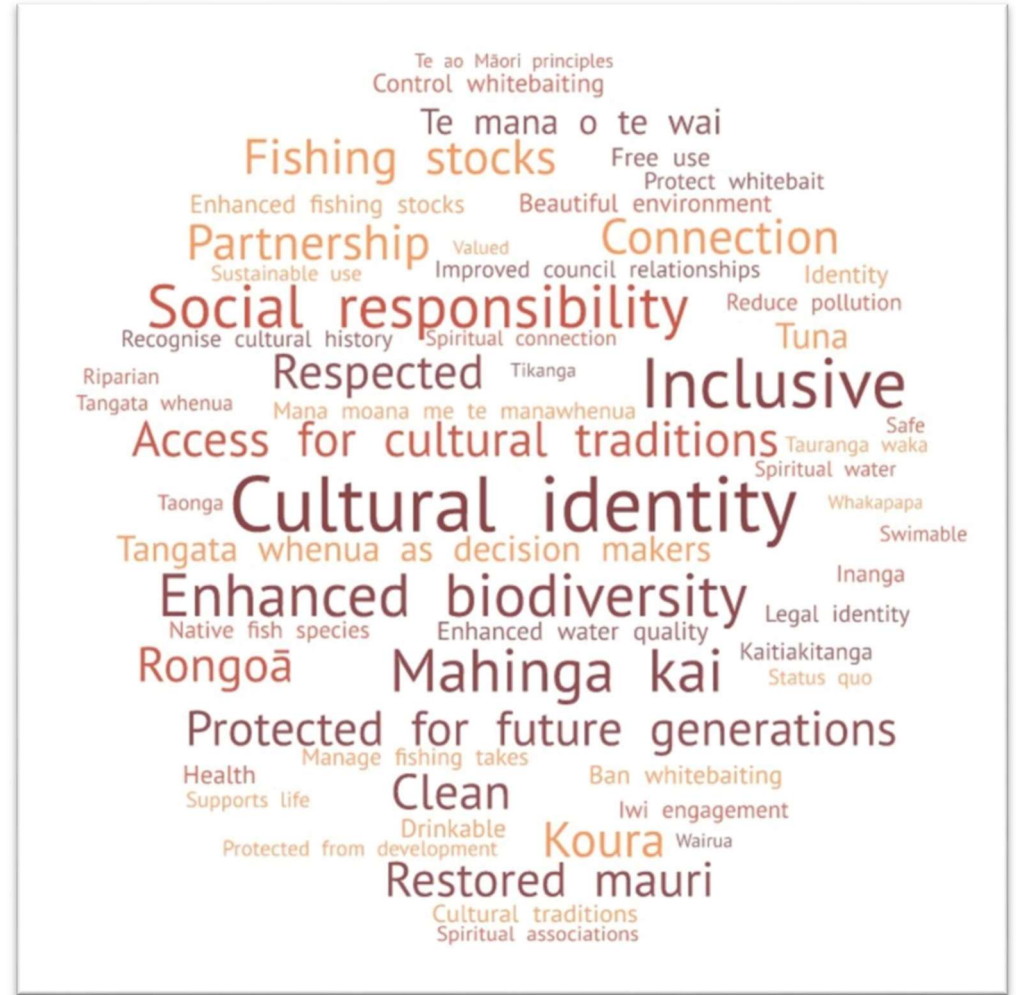 Te ao Māori principles
Control whitebaiting
Te mana o te wai
Fishing stocks Free use
Protect whitebait
Enhanced fishing stocks Beautiful environment
Partnership Valued Connection
Sustainable use Improved council relationships Identity
Social responsibility Reduce pollution
Recognise cultural history Spiritual connection Tuna
Riparian Respected Tikanga Inclusive
Tangata whenua Mana moana me te manawhenua
Safe
Access for cultural traditions Tauranga waka
Spiritual water
Taonga Cultural identity Whakapapa
Swimable
Tangata whenua as decision makers
Inanga
Enhanced biodiversity Legal identity
Native fish species Enhanced water quality
Rongoā Mahinga kai Kaitiakitanga
Status quo
Protected for future generations
Manage fishing takes
Health Clean Ban whitebaiting
Supports life
Iwi engagement
Drinkable Koura Wairua
Protected from development
Restored mauri
Cultural traditions
Spiritual associations